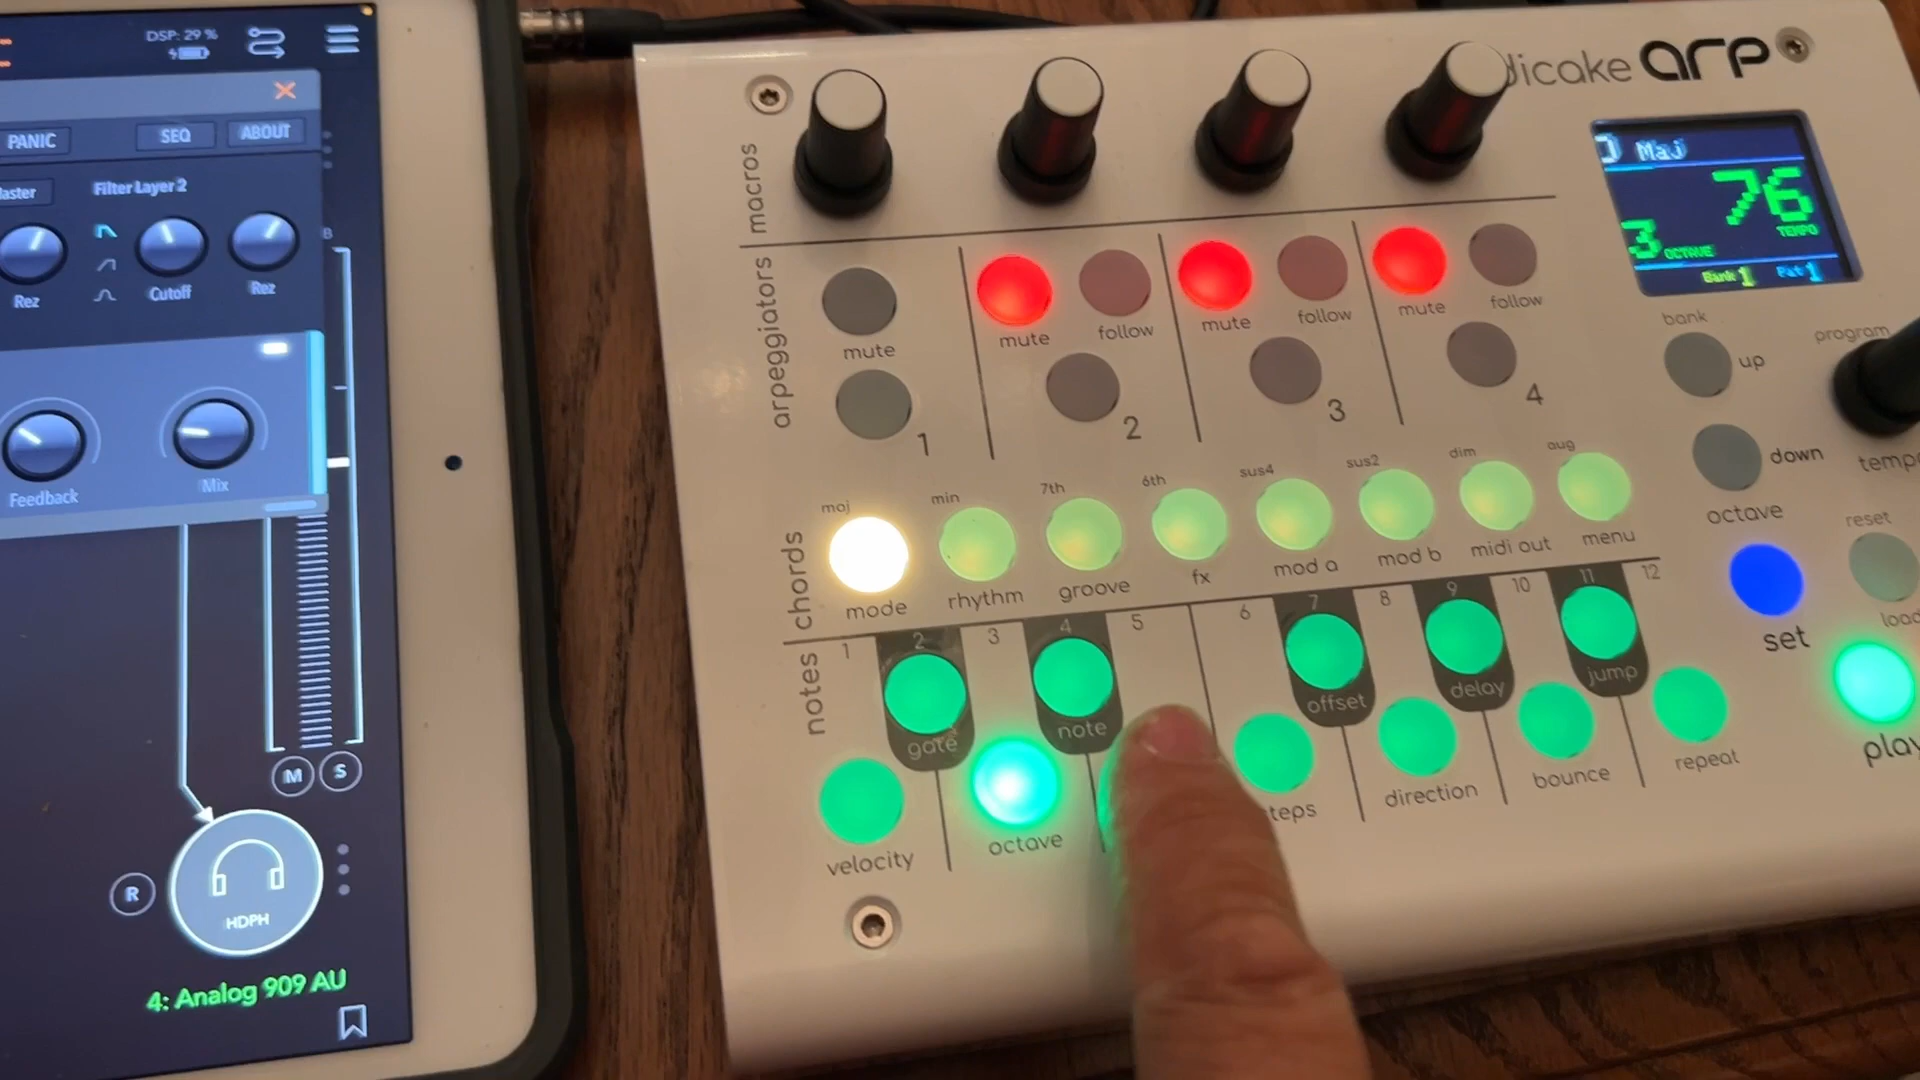 DSP: 29 %
PANIC
SEQ
ABOUT
Filter Layer 2
B
Rez
Cutoff
Rez
Feedback
Mix
M
S
R
HDPH
4: Analog 909 AU
arp
macros
arpeggiators
mute
mute
follow
mute
follow
mute
follow
1
2
3
4
Maj
76
TEMPO
3
OCTAVE
Bank 1
Pat 1
bank
up
program
down
octave
reset
set
chords
maj
min
7th
6th
sus4
sus2
dim
aug
mode
rhythm
groove
fx
mod a
mod b
midi out
menu
notes
1
2
3
4
5
6
7
8
9
10
11
12
gate
note
offset
delay
jump
velocity
octave
direction
bounce
repeat
play